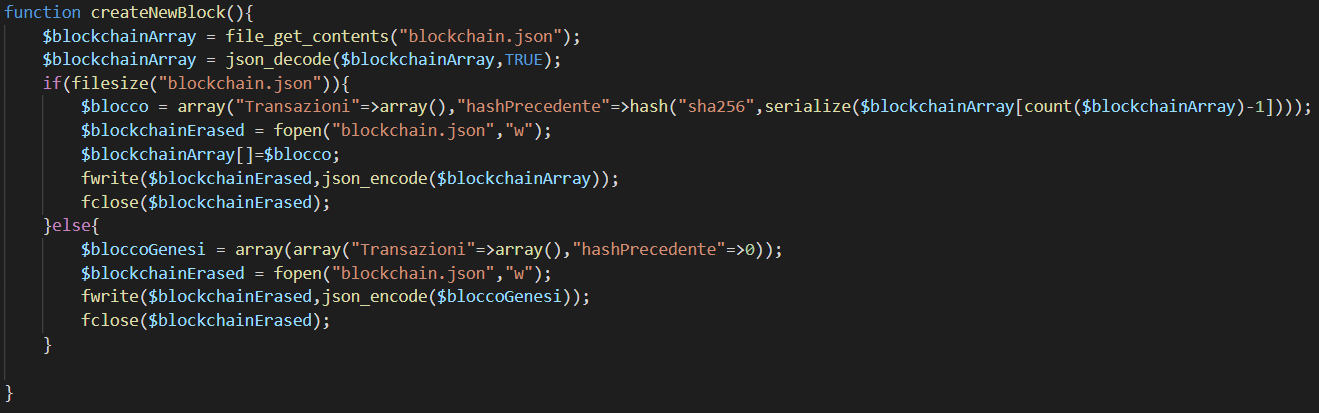 function createNewBlock(){
    $blockchainArray = file_get_contents("blockchain.json");
    $blockchainArray = json_decode($blockchainArray,TRUE);
    if(filesize("blockchain.json")){
        $blocco = array("Transazioni"=>array(),"hashPrecedente"=>hash("sha256",serialize($blockchainArray[count($blockchainArray)-1])));
        $blockchainErased = fopen("blockchain.json","w");
        $blockchainArray[]=$blocco;
        fwrite($blockchainErased,json_encode($blockchainArray));
        fclose($blockchainErased);
    }else{
        $bloccoGenesi = array(array("Transazioni"=>array(),"hashPrecedente"=>0));
        $blockchainErased = fopen("blockchain.json","w");
        fwrite($blockchainErased,json_encode($bloccoGenesi));
        fclose($blockchainErased);
    }
}